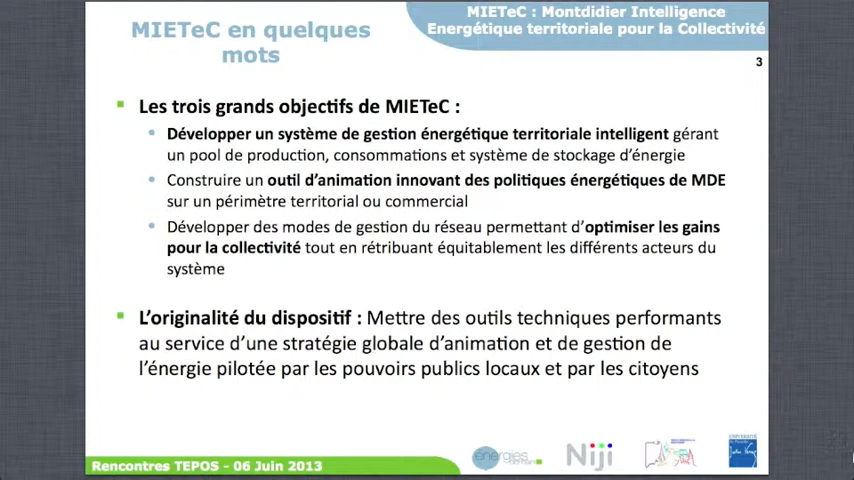 MIETeC en quelques
mots
MIETeC : Montdidier Intelligence
Energétique territoriale pour la Collectivité
3
Les trois grands objectifs de MIETeC :
Développer un système de gestion énergétique territoriale intelligent gérant
un pool de production, consommations et système de stockage d'énergie
Construire un outil d'animation innovant des politiques énergétiques de MDE
sur un périmètre territorial ou commercial
Développer des modes de gestion du réseau permettant d'optimiser les gains
pour la collectivité tout en rétribuant équitablement les différents acteurs du
système
L'originalité du dispositif : Mettre des outils techniques performants
au service d'une stratégie globale d'animation et de gestion de
l'énergie pilotée par les pouvoirs publics locaux et par les citoyens
Rencontres TEPOS - 06 Juin 2013
energies
Niji
Jules Verne